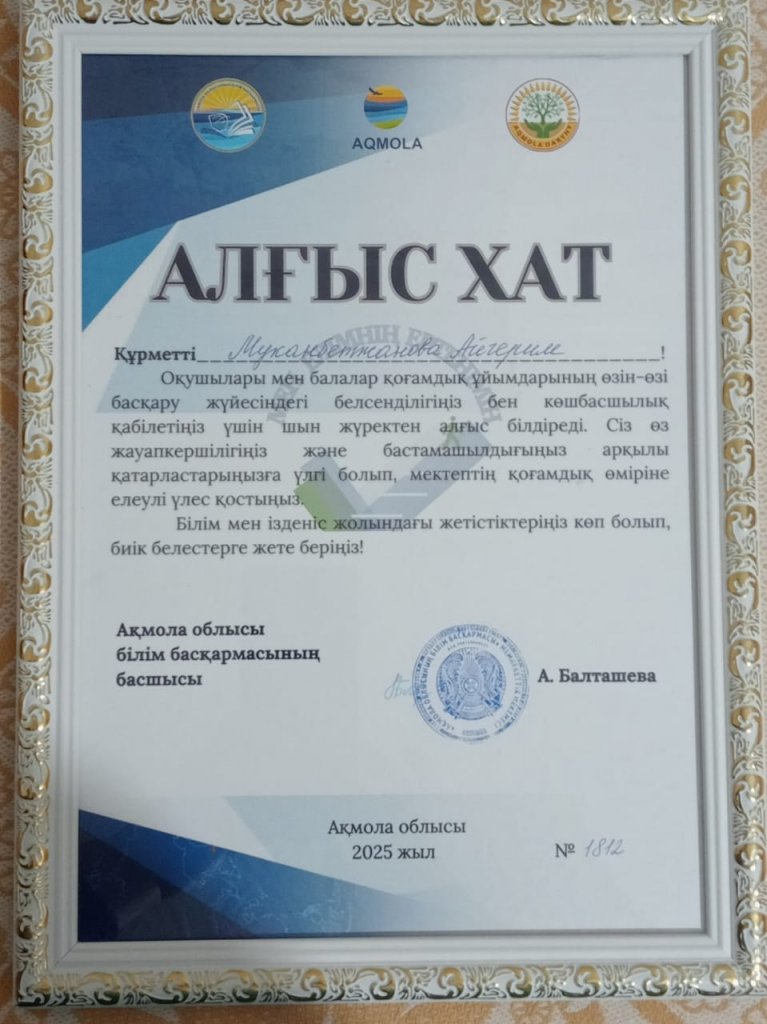 AQMOLA
AQMOLA DARYNY
АЛҒЫС ХАТ
Құрметті Муканбетжанова Айгерим!
Оқушылары мен балалар қоғамдық ұйымдарының өзін-өзі
басқару жүйесіндегі белсенділігіңіз бен көшбасшылық
қабілетіңіз үшін шын жүректен алғыс білдіреді. Сіз өз
жауапкершілігіңіз және бастамашылдығыңыз арқылы
қатарластарыңызға үлгі болып, мектептің қоғамдық өміріне
елеулі үлес қостыңыз.
Білім мен ізденіс жолындағы жетістіктеріңіз көп болып,
биік белестерге жете беріңіз!
Ақмола облысы
білім басқармасының
басшысы
А. Балташева
Ақмола облысы
2025 жыл
№ 1812